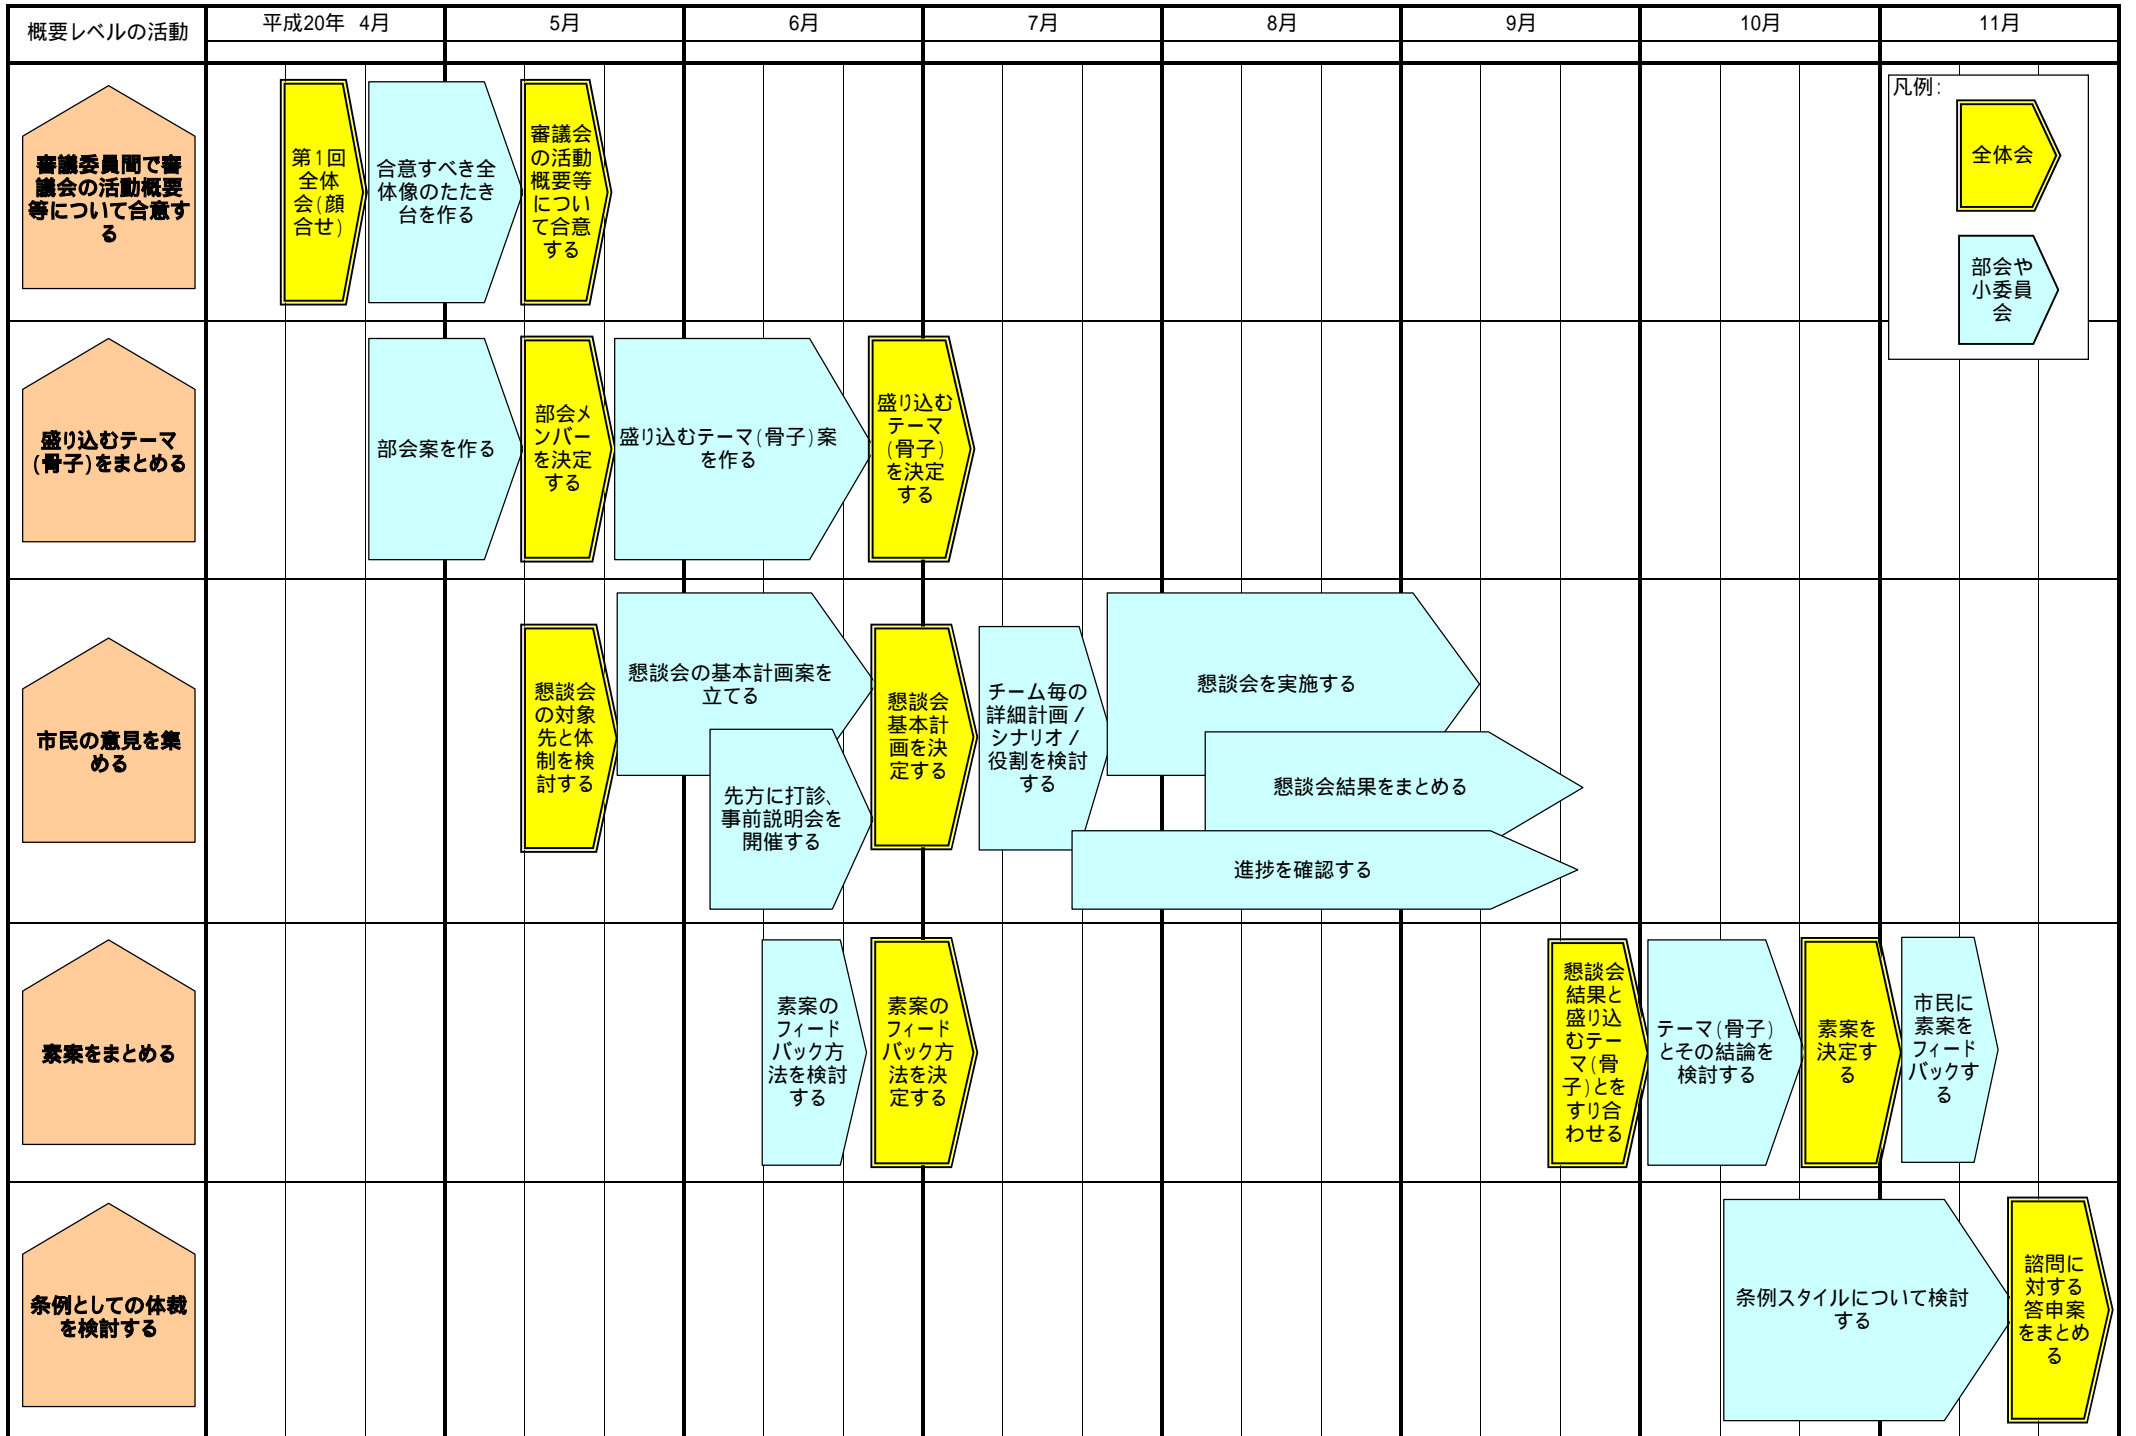 概要レベルの活動
平成20年 4月
5月
6月
7月
8月
9月
10月
11月
凡例:
全体会
部会や
小委員
会
審議委員間で審
議会の活動概要
等について合意す
る
第1回
全体
会(顔
合せ)
合意すべき全
体像のたたき
台を作る
審議会
の活動
概要等
につい
て合意
する
盛り込むテーマ
(骨子)をまとめる
部会案を作る
部会メ
ンバー
を決定
する
盛り込むテーマ(骨子)案
を作る
盛り込む
テーマ
(骨子)
を決定
する
市民の意見を集
める
懇談会
の対象
先と体
制を検
討する
懇談会の基本計画案を
立てる
先方に打診、
事前説明会を
開催する
懇談会
基本計
画を決
定する
チーム毎の
詳細計画/
シナリオ/
役割を検討
する
懇談会を実施する
懇談会結果をまとめる
進捗を確認する
素案をまとめる
素案の
フィード
バック方
法を検討
する
素案の
フィード
バック方
法を決
定する
懇談会
結果と
盛り込
むテー
マ(骨
子)とを
すり合
わせる
テーマ(骨子)
とその結論を
検討する
素案を
決定す
る
市民に
素案を
フィード
バックす
る
条例としての体裁
を検討する
条例スタイルについて検討
する
諮問に
対する
答申案
をまとめ
る